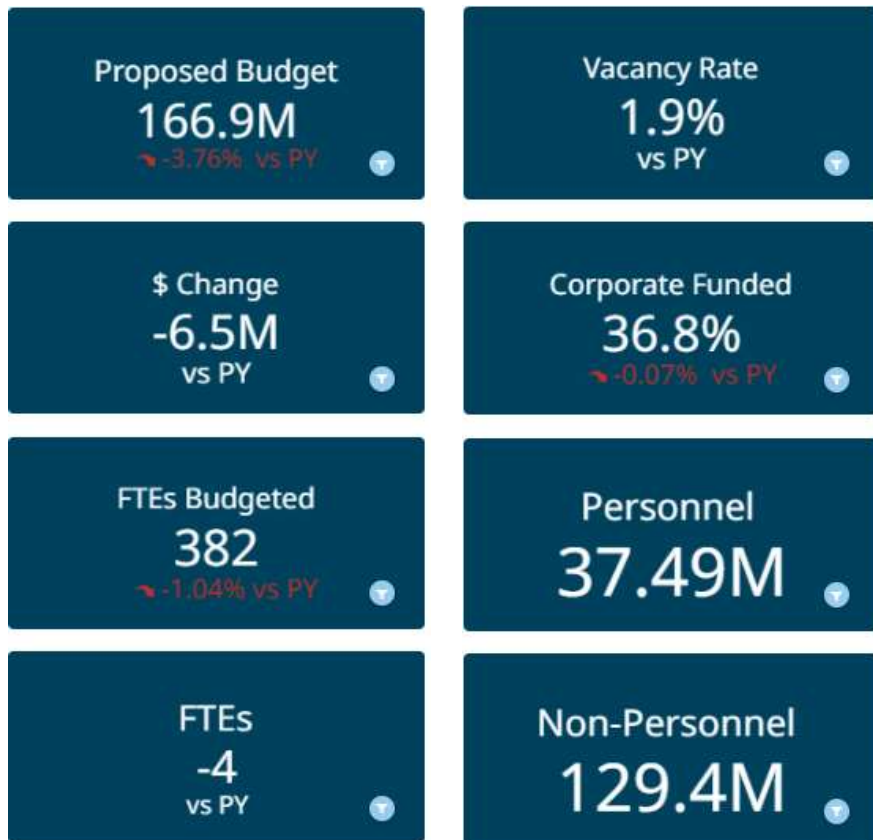 Proposed Budget
166.9M
-3.76% vs PY
Vacancy Rate
1.9%
vs PY
$ Change
-6.5M
vs PY
Corporate Funded
36.8%
-0.07% vs PY
FTEs Budgeted
382
-1.04% vs PY
Personnel
37.49M
FTEs
-4
vs PY
Non-Personnel
129.4M